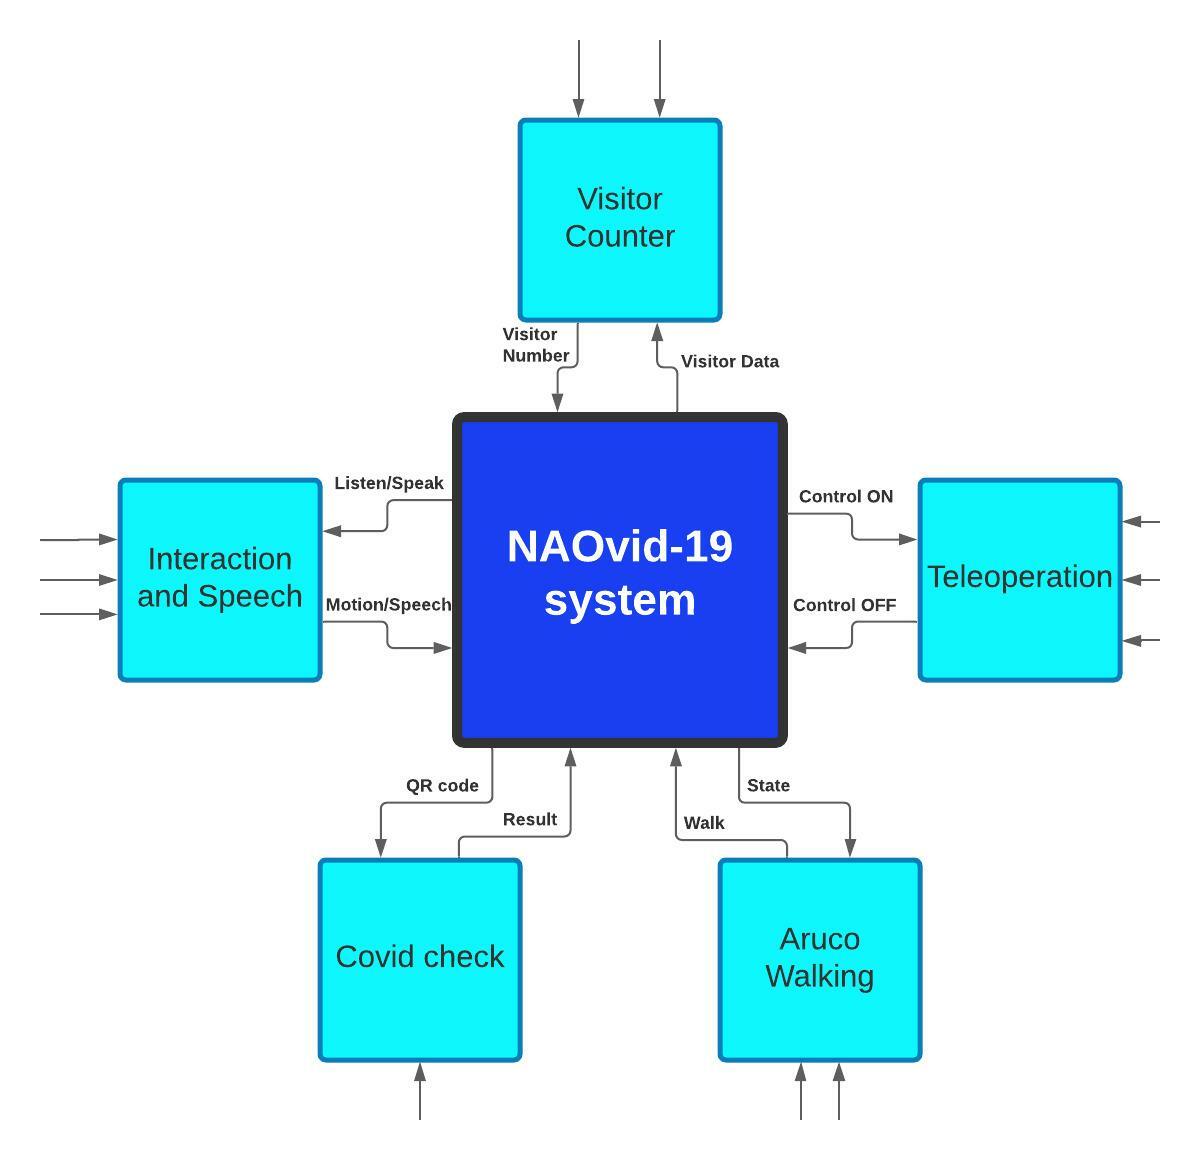 Visitor
Counter
Visitor
Number
Visitor Data
Listen/Speak
Control ON
NAOvid-19
system
Interaction
and Speech
Teleoperation
Motion/Speech
Control OFF
QR code
State
Result
Walk
Covid check
Aruco
Walking